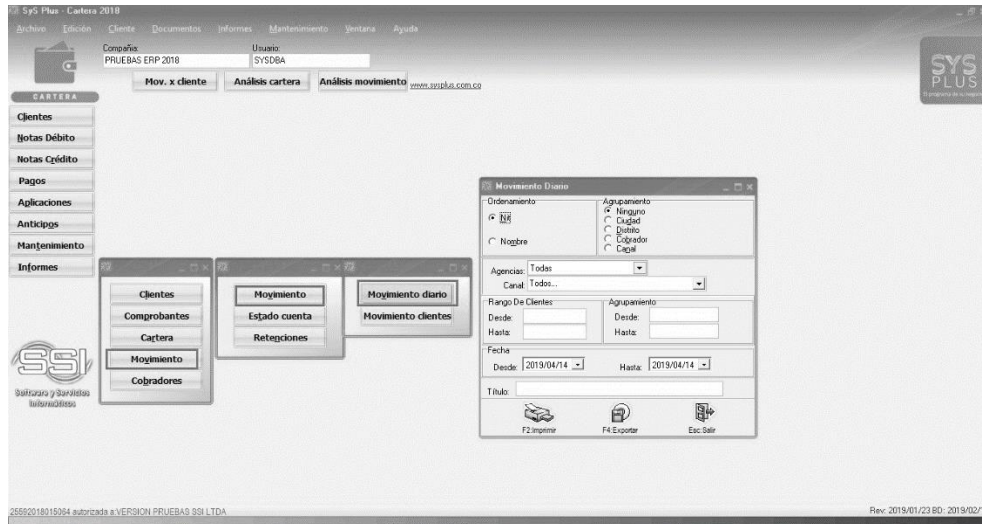 SyS Plus - Cartera 2018
Archivo Edición Cliente Documentos Informes Mantenimiento Ventana Ayuda
Compañia: Usuario:
PRUEBAS ERP 2018 SYSDBA
Mov. x cliente Análisis cartera Análisis movimiento www.sysplus.com.co
SYS
PLUS
CARTERA
Clientes
Notas Débito
Notas Crédito
Pagos
Aplicaciones
Anticipos
Mantenimiento
Informes
Clientes
Comprobantes
Cartera
Movimiento
Cobradores
Movimiento
Estado cuenta
Retenciones
Movimiento diario
Movimiento clientes
Movimiento Diario
Ordenamiento
Nit
Nombre
Agrupamiento
Ninguno
Ciudad
Distrito
Cobrador
Canal
Agencias: Todas
Canal: Todos...
Rango De Clientes
Desde:
Hasta:
Agrupamiento
Desde:
Hasta:
Fecha
Desde: 2019/04/14 Hasta: 2019/04/14
Título:
F2:Imprimir F4:Exportar Esc:Salir
SSI
Software y Servicios
Informáticos
25592018015064 autorizada a:VERSION PRUEBAS SSI LTDA
Rev: 2019/01/23 BD: 2019/02/